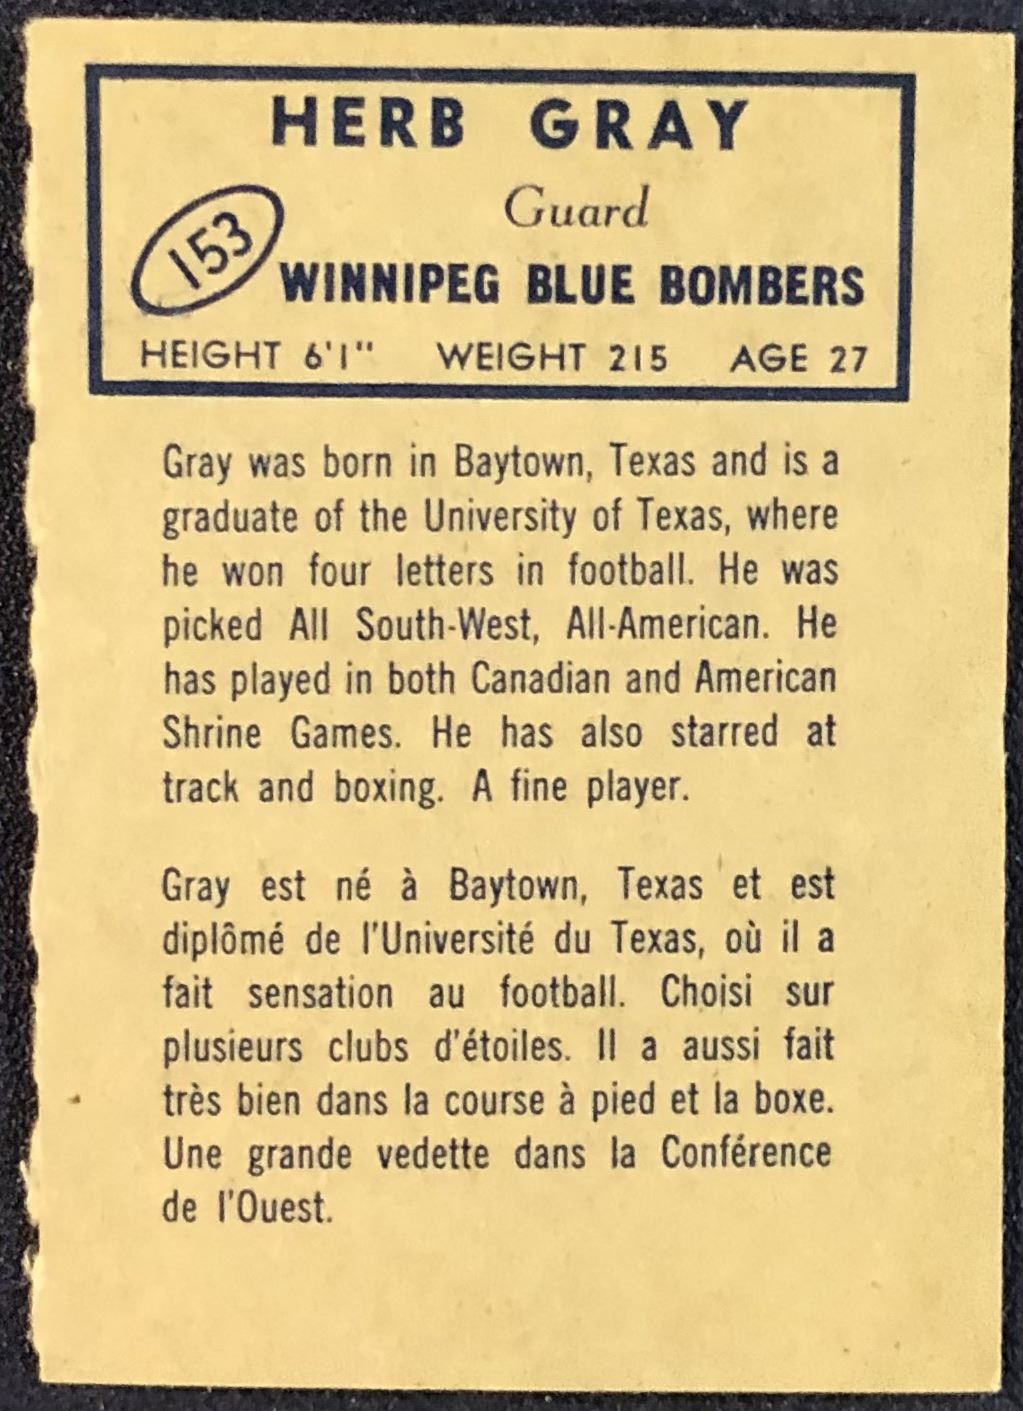 HERB GRAY
Guard
153
WINNIPEG BLUE BOMBERS
HEIGHT 6'1" WEIGHT 215 AGE 27
Gray was born in Baytown, Texas and is a
graduate of the University of Texas, where
he won four letters in football. He was
picked All South-West, All-American. He
has played in both Canadian and American
Shrine Games. He has also starred at
track and boxing. A fine player.
Gray est né à Baytown, Texas et est
diplômé de l'Université du Texas, où il a
fait sensation au football. Choisi sur
plusieurs clubs d'étoiles. Il a aussi fait
très bien dans la course à pied et la boxe.
Une grande vedette dans la Conférence
de l'Ouest.